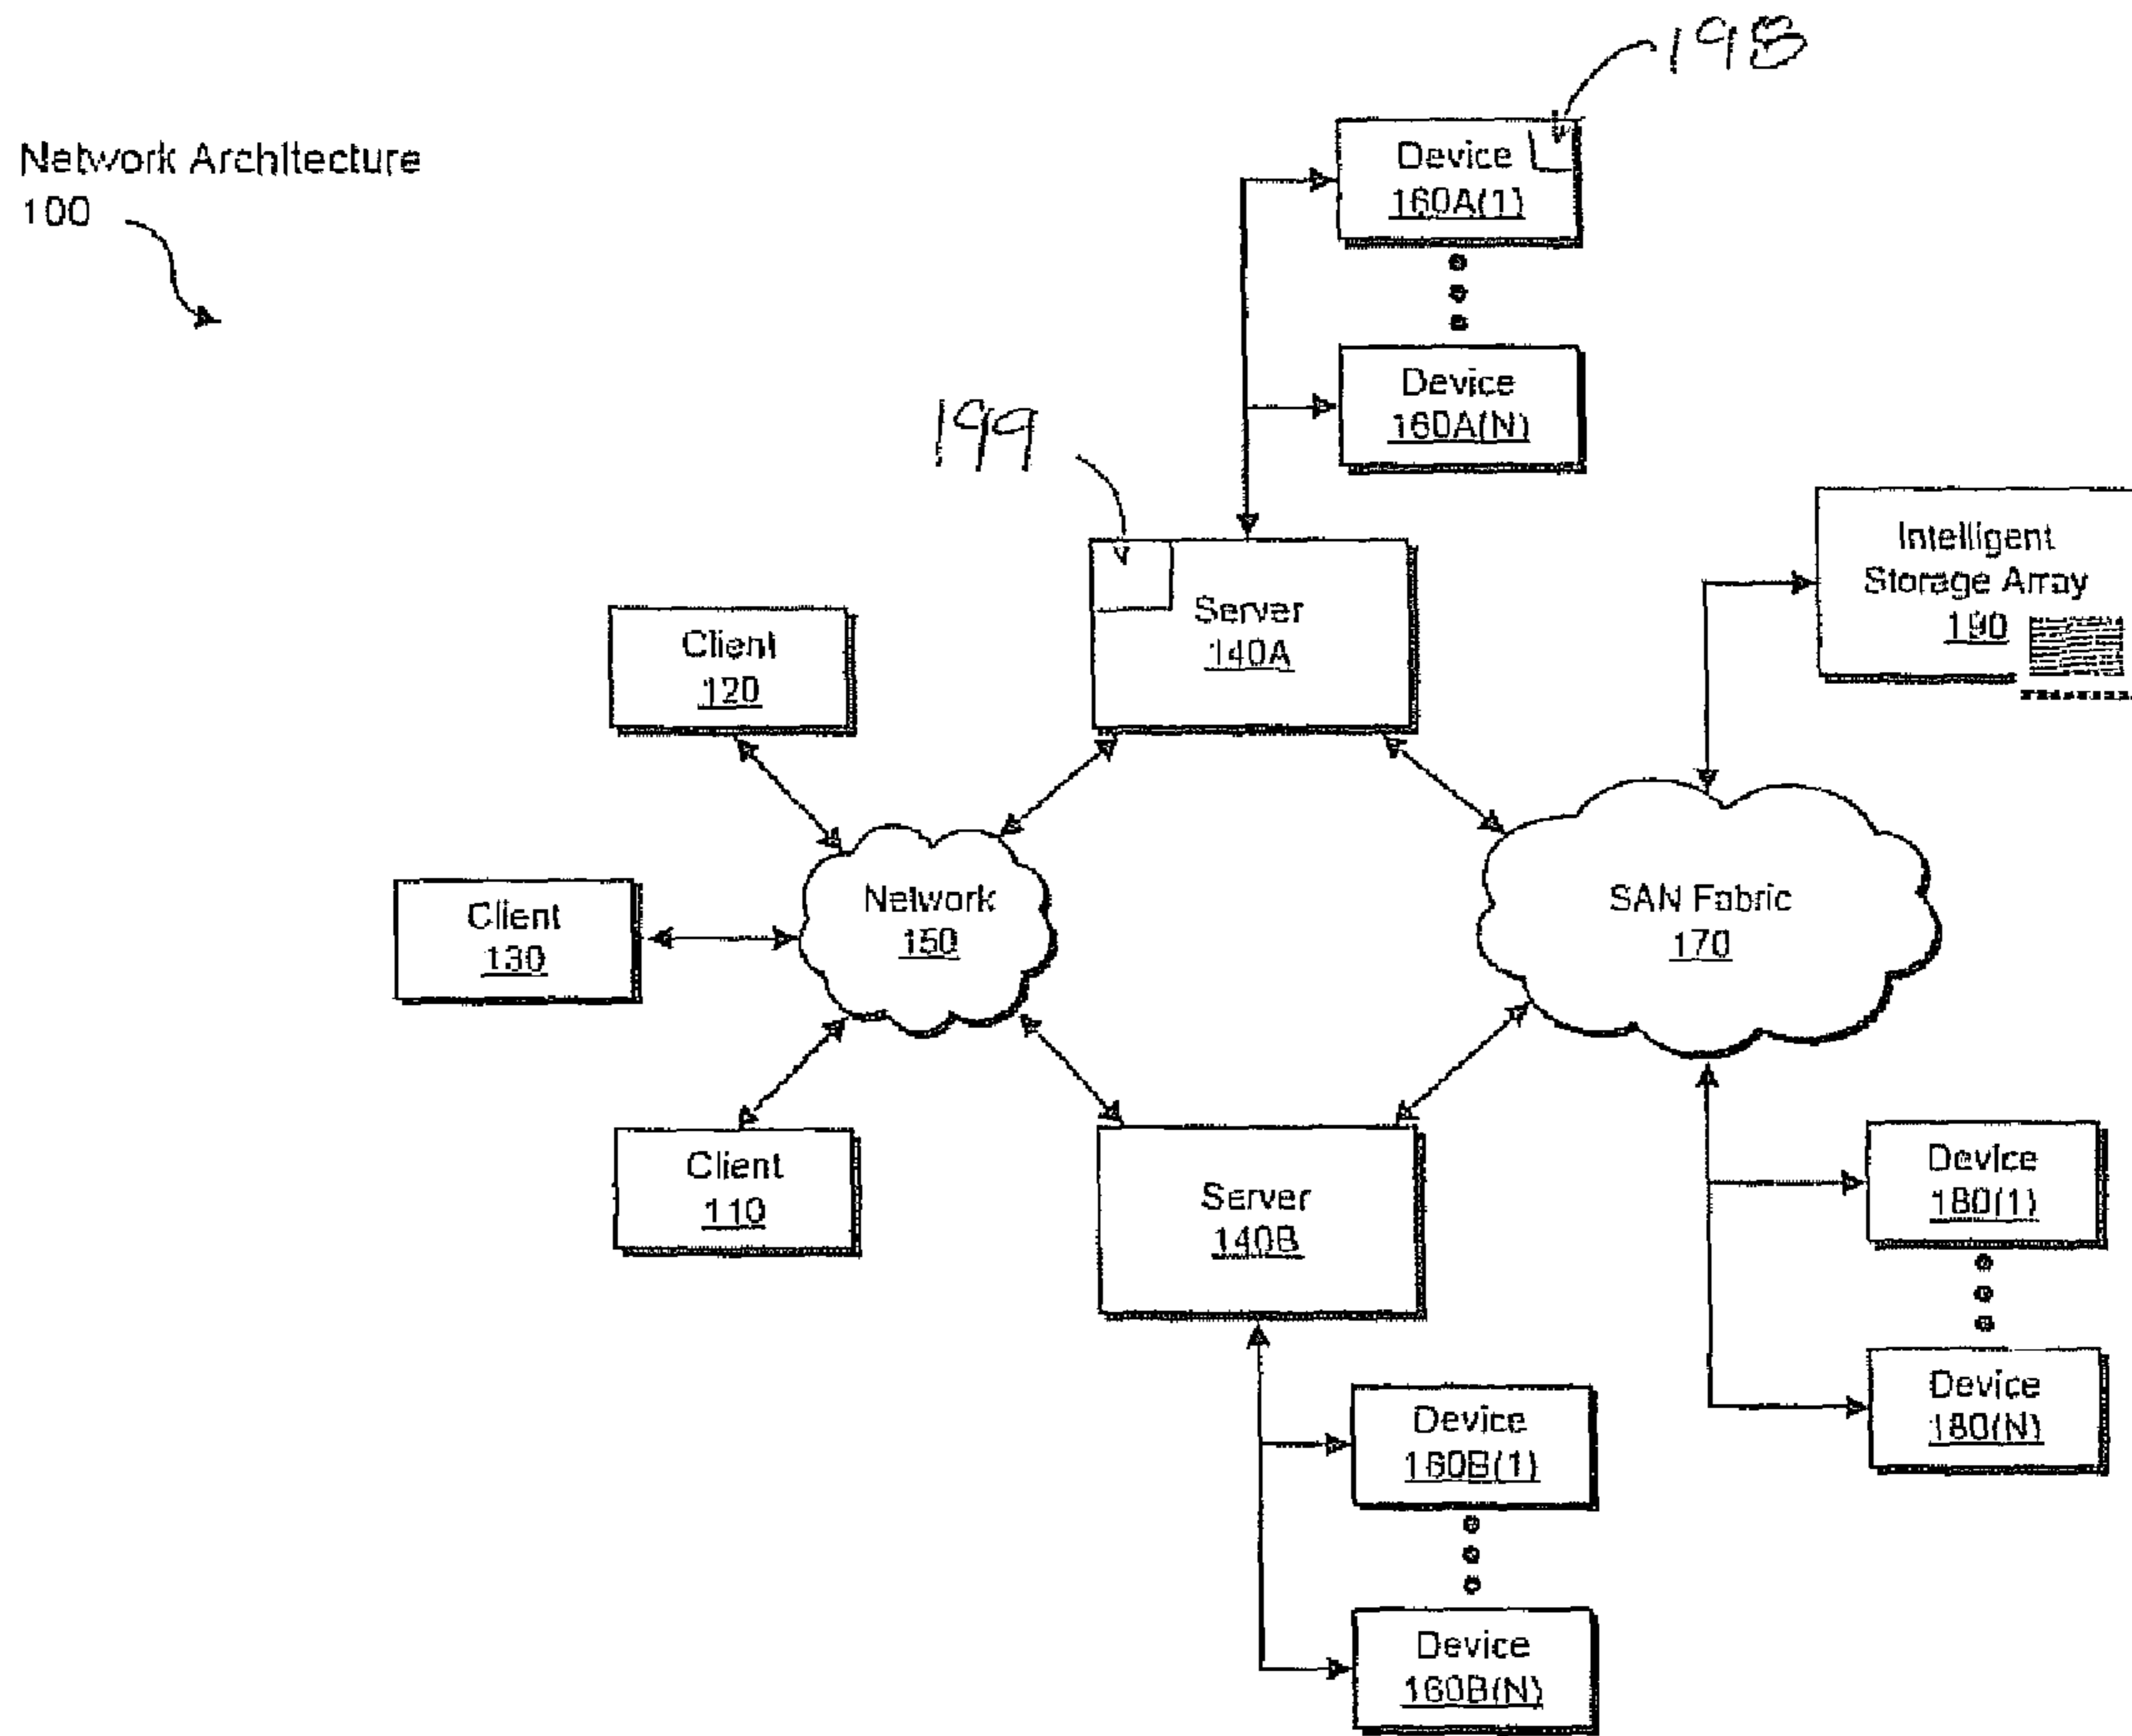 198
Network Architecture
100
Device
160A(1)
Device
160A(N)
199
Intelligent
Storage Array
190
Server
140A
Client
120
Network
150
SAN Fabric
170
Client
130
Client
110
Server
140B
Device
180(1)
Device
180(N)
Device
160B(1)
Device
160B(N)